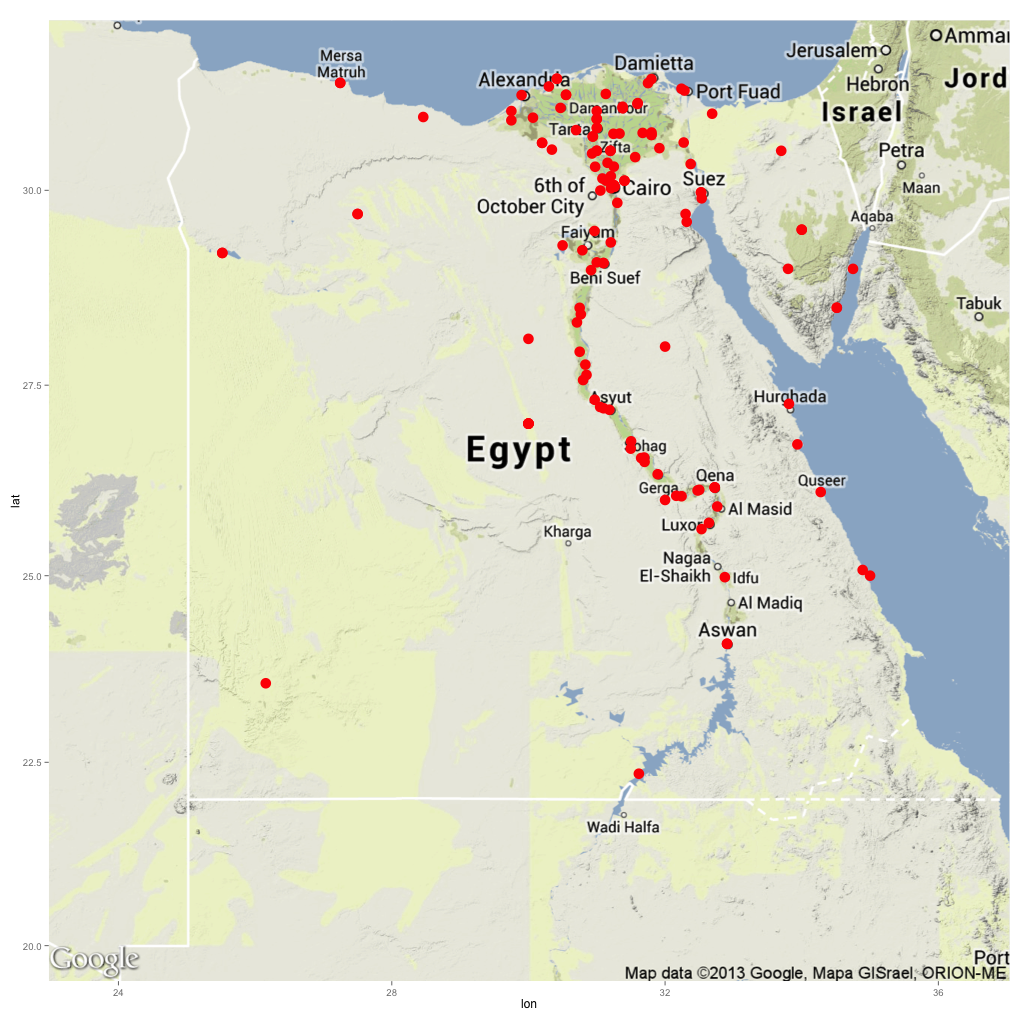 Amman
Jerusalem
Mersa
Matruh
Damietta
Hebron
Jord
Alexandria
Port Fuad
Israel
Damanhour
Tanta
Zifta
Petra
Suez
6th of
October City
Cairo
Maan
30.0
Aqaba
Faiyum
Beni Suef
Tabuk
27.5
Asyut
Hurghada
Egypt
Sohag
Qena
Quseer
Gerga
lat
Al Masid
Luxor
Kharga
Nagaa
El-Shaikh
25.0
Idfu
Al Madiq
Aswan
22.5
Wadi Halfa
20.0
Google
Port
Map data ©2013 Google, Mapa GISrael, ORION-ME
24
28
32
36
lon